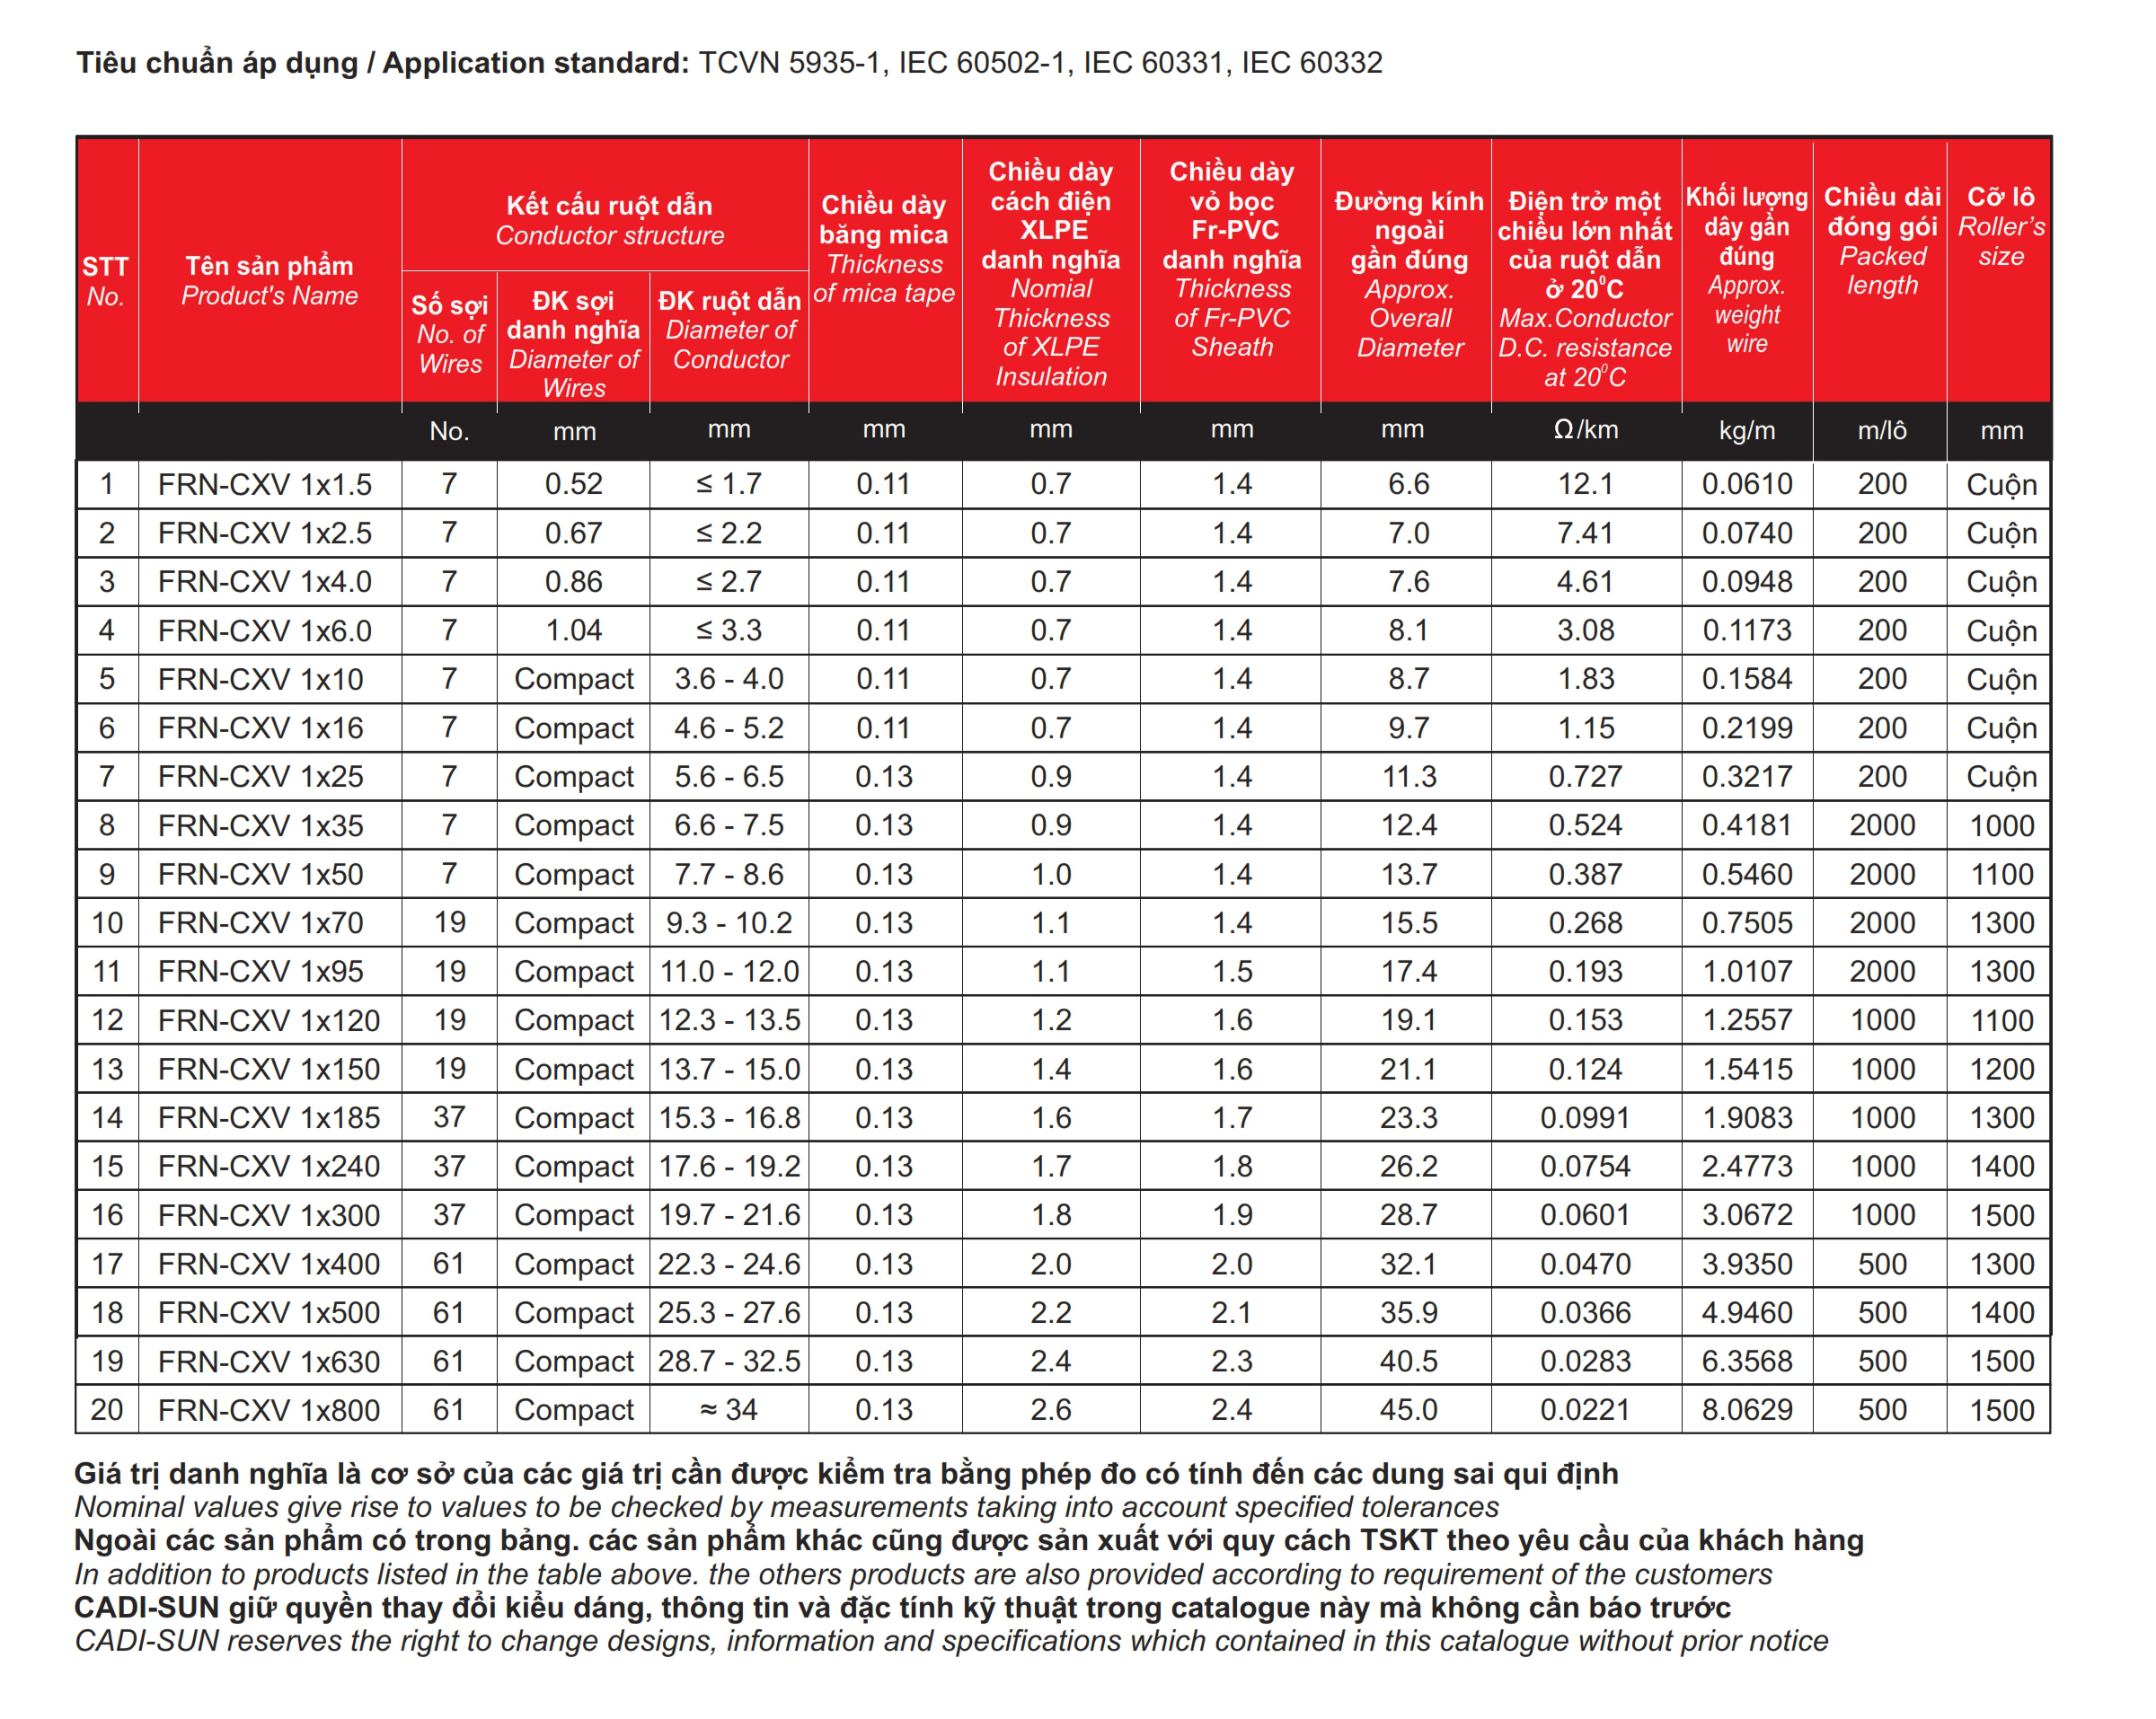 Tiêu chuẩn áp dụng / Application standard: TCVN 5935-1, IEC 60502-1, IEC 60331, IEC 60332
STT
No.
Tên sản phẩm
Product's Name
Kết cấu ruột dẫn
Conductor structure
Số sợi
No. of
Wires
ĐK sợi
danh nghĩa
Diameter of
Wires
ĐK ruột dẫn
Diameter of
Conductor
Chiều dày
băng mica
Thickness
of mica tape
Chiều dày
cách điện
XLPE
danh nghĩa
Nomial
Thickness
of XLPE
Insulation
Chiều dày
vỏ bọc
Fr-PVC
danh nghĩa
Thickness
of Fr-PVC
Sheath
Đường kính
ngoài
gần đúng
Approx.
Overall
Diameter
Điện trở một
chiều lớn nhất
của ruột dẫn
ở 20⁰C
Max.Conductor
D.C. resistance
at 20⁰C
Khối lượng
dây gần
đúng
Approx.
weight
wire
Chiều dài
đóng gói
Packed
length
Cỡ lô
Roller’s
size
No. mm mm mm mm mm mm Ω/km kg/m m/lô mm
1 FRN-CXV 1x1.5 7 0.52 ≤ 1.7 0.11 0.7 1.4 6.6 12.1 0.0610 200 Cuộn
2 FRN-CXV 1x2.5 7 0.67 ≤ 2.2 0.11 0.7 1.4 7.0 7.41 0.0740 200 Cuộn
3 FRN-CXV 1x4.0 7 0.86 ≤ 2.7 0.11 0.7 1.4 7.6 4.61 0.0948 200 Cuộn
4 FRN-CXV 1x6.0 7 1.04 ≤ 3.3 0.11 0.7 1.4 8.1 3.08 0.1173 200 Cuộn
5 FRN-CXV 1x10 7 Compact 3.6 - 4.0 0.11 0.7 1.4 8.7 1.83 0.1584 200 Cuộn
6 FRN-CXV 1x16 7 Compact 4.6 - 5.2 0.11 0.7 1.4 9.7 1.15 0.2199 200 Cuộn
7 FRN-CXV 1x25 7 Compact 5.6 - 6.5 0.13 0.9 1.4 11.3 0.727 0.3217 200 Cuộn
8 FRN-CXV 1x35 7 Compact 6.6 - 7.5 0.13 0.9 1.4 12.4 0.524 0.4181 2000 1000
9 FRN-CXV 1x50 7 Compact 7.7 - 8.6 0.13 1.0 1.4 13.7 0.387 0.5460 2000 1100
10 FRN-CXV 1x70 19 Compact 9.3 - 10.2 0.13 1.1 1.4 15.5 0.268 0.7505 2000 1300
11 FRN-CXV 1x95 19 Compact 11.0 - 12.0 0.13 1.1 1.5 17.4 0.193 1.0107 2000 1300
12 FRN-CXV 1x120 19 Compact 12.3 - 13.5 0.13 1.2 1.6 19.1 0.153 1.2557 1000 1100
13 FRN-CXV 1x150 19 Compact 13.7 - 15.0 0.13 1.4 1.6 21.1 0.124 1.5415 1000 1200
14 FRN-CXV 1x185 37 Compact 15.3 - 16.8 0.13 1.6 1.7 23.3 0.0991 1.9083 1000 1300
15 FRN-CXV 1x240 37 Compact 17.6 - 19.2 0.13 1.7 1.8 26.2 0.0754 2.4773 1000 1400
16 FRN-CXV 1x300 37 Compact 19.7 - 21.6 0.13 1.8 1.9 28.7 0.0601 3.0672 1000 1500
17 FRN-CXV 1x400 61 Compact 22.3 - 24.6 0.13 2.0 2.0 32.1 0.0470 3.9350 500 1300
18 FRN-CXV 1x500 61 Compact 25.3 - 27.6 0.13 2.2 2.1 35.9 0.0366 4.9460 500 1400
19 FRN-CXV 1x630 61 Compact 28.7 - 32.5 0.13 2.4 2.3 40.5 0.0283 6.3568 500 1500
20 FRN-CXV 1x800 61 Compact ≈ 34 0.13 2.6 2.4 45.0 0.0221 8.0629 500 1500
Giá trị danh nghĩa là cơ sở của các giá trị cần được kiểm tra bằng phép đo có tính đến các dung sai qui định
Nominal values give rise to values to be checked by measurements taking into account specified tolerances
Ngoài các sản phẩm có trong bảng. các sản phẩm khác cũng được sản xuất với quy cách TSKT theo yêu cầu của khách hàng
In addition to products listed in the table above. the others products are also provided according to requirement of the customers
CADI-SUN giữ quyền thay đổi kiểu dáng, thông tin và đặc tính kỹ thuật trong catalogue này mà không cần báo trước
CADI-SUN reserves the right to change designs, information and specifications which contained in this catalogue without prior notice